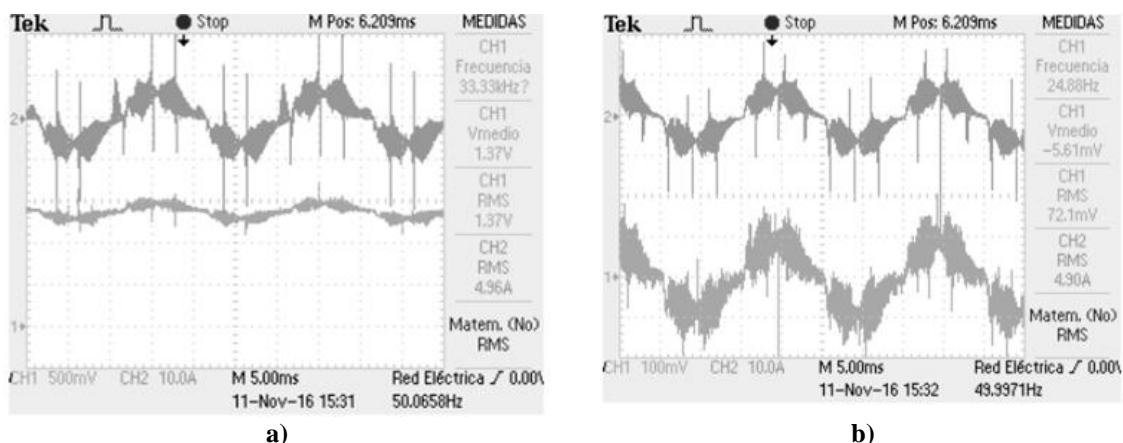 Tek Stop M Pos: 6.209ms MEDIDAS
CH1
Frecuencia
33.33kHz?
CH1
Vmedio
1.37V
CH1
RMS
1.37V
CH2
RMS
4.96A
Matem. (No)
RMS
2
1
CH1 500mV CH2 10.0A M 5.00ms Red Eléctrica 0.00V
11-Nov-16 15:31 50.0658Hz
a)
Tek Stop M Pos: 6.209ms MEDIDAS
CH1
Frecuencia
24.88Hz
CH1
Vmedio
-5.61mV
CH1
RMS
72.1mV
CH2
RMS
4.90A
Matem. (No)
RMS
2
1
CH1 100mV CH2 10.0A M 5.00ms Red Eléctrica 0.00V
11-Nov-16 15:32 49.9971Hz
b)